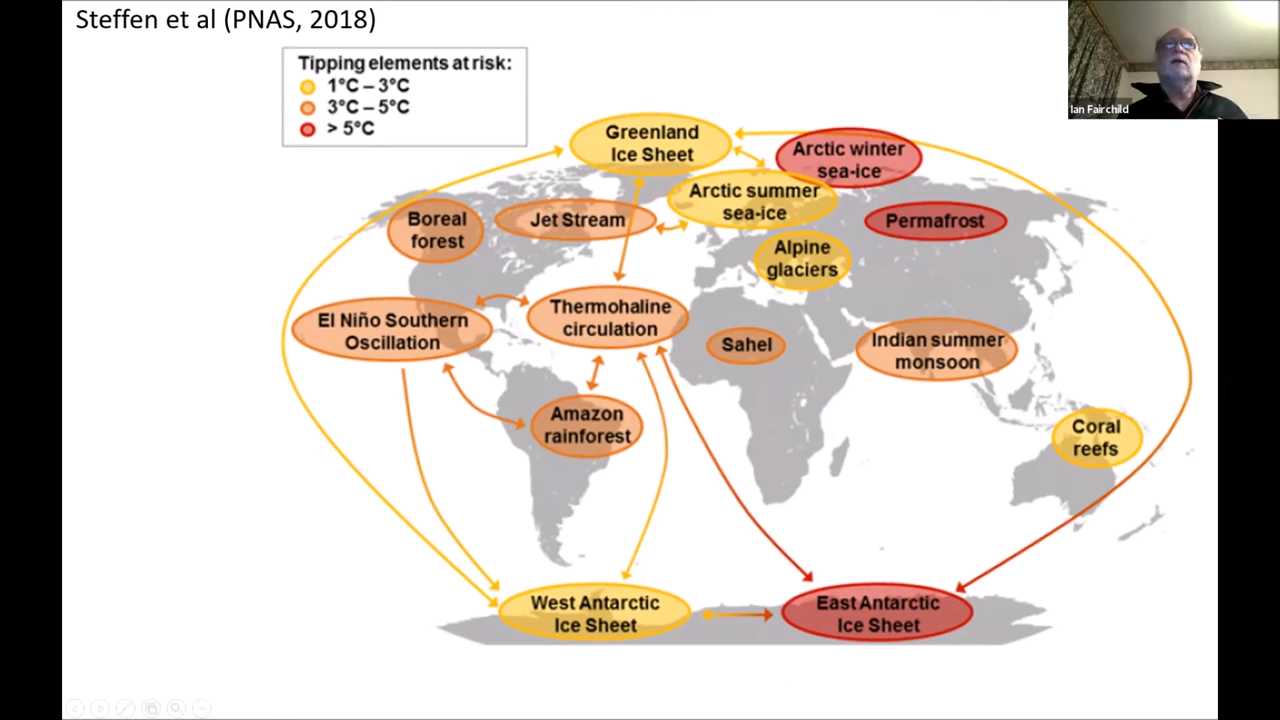 Steffen et al (PNAS, 2018)
Tipping elements at risk:
1°C – 3°C
3°C – 5°C
> 5°C
Ian Fairchild
Greenland
Ice Sheet
Arctic winter
sea-ice
Arctic summer
sea-ice
Boreal
forest
Jet Stream
Permafrost
Alpine
glaciers
El Niño Southern
Oscillation
Thermohaline
circulation
Sahel
Indian summer
monsoon
Amazon
rainforest
Coral
reefs
West Antarctic
Ice Sheet
East Antarctic
Ice Sheet